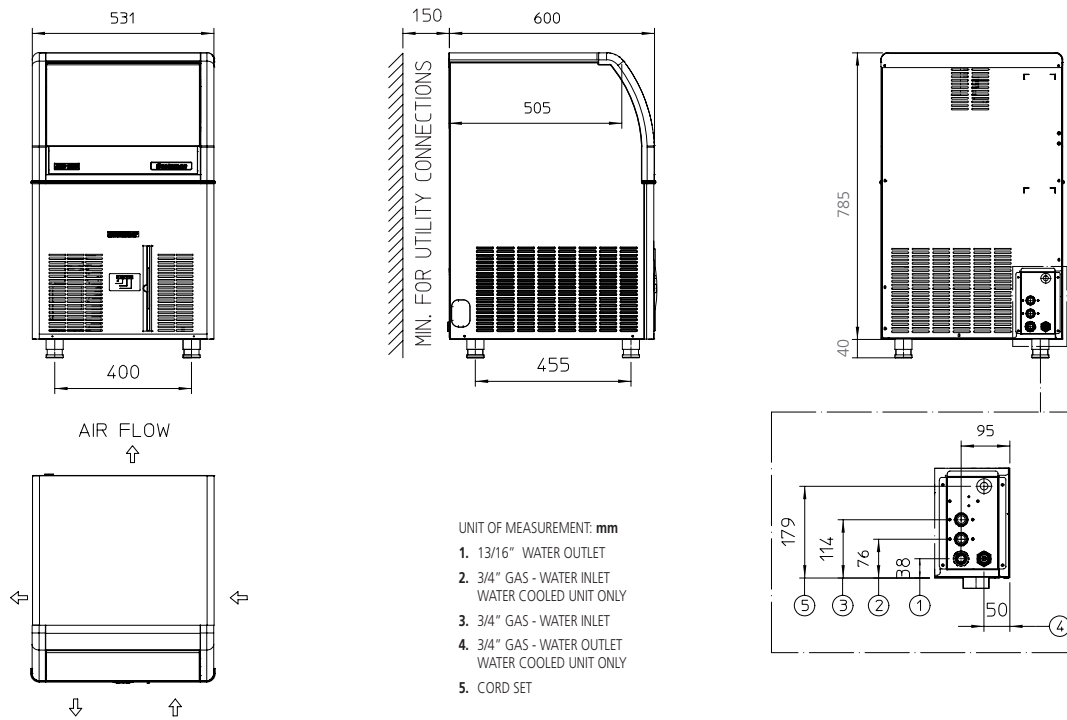 531
150
600
MIN. FOR UTILITY CONNECTIONS
505
785
40
400
455
AIR FLOW
UNIT OF MEASUREMENT: mm
1. 13/16" WATER OUTLET
2. 3/4" GAS - WATER INLET
WATER COOLED UNIT ONLY
3. 3/4" GAS - WATER INLET
4. 3/4" GAS - WATER OUTLET
WATER COOLED UNIT ONLY
5. CORD SET
95
179
114
76
38
50
5
3
2
1
4